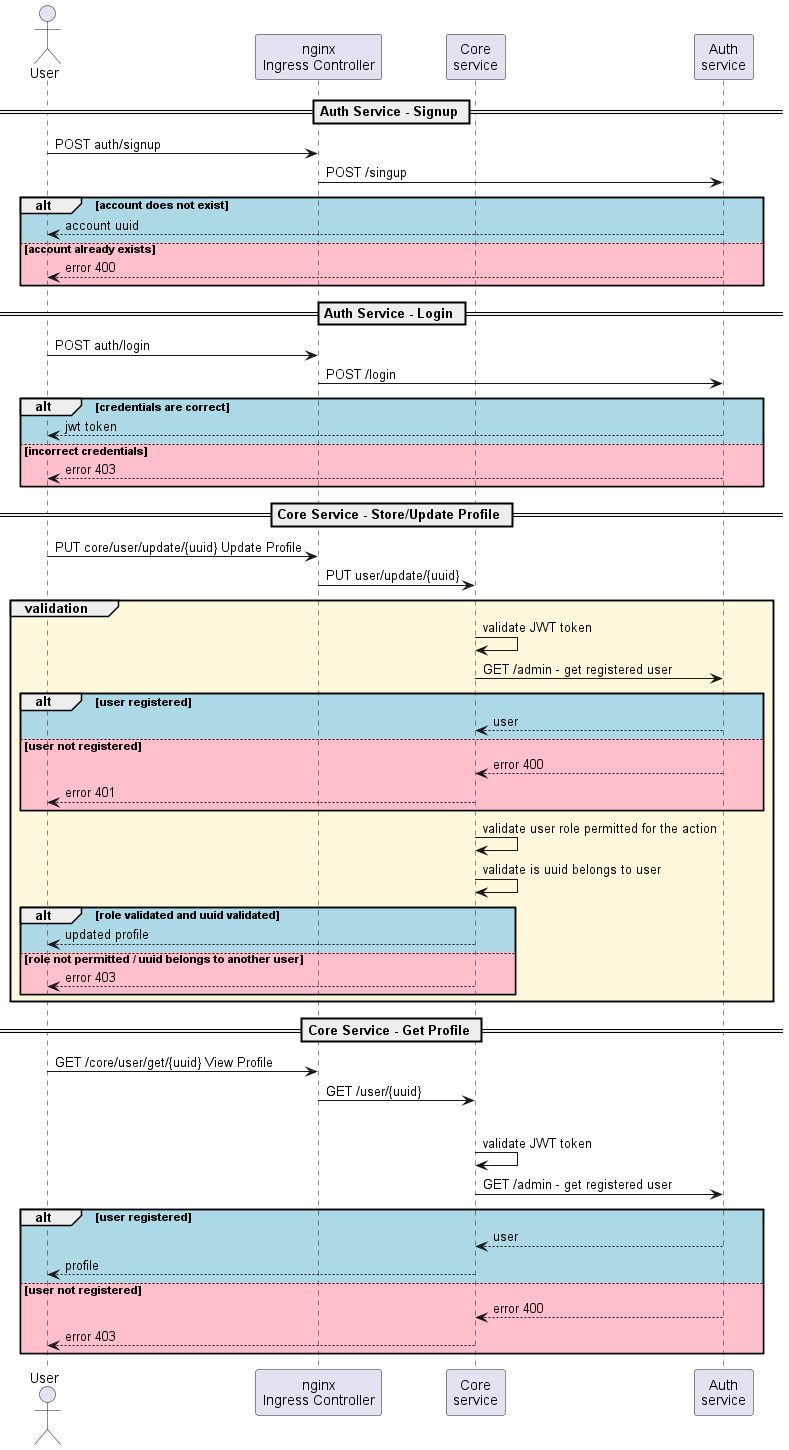 User
nginx
Ingress Controller
Core
service
Auth
service
Auth Service - Signup
POST auth/signup
POST /singup
alt [account does not exist]
account uuid
[account already exists]
error 400
Auth Service - Login
POST auth/login
POST /login
alt [credentials are correct]
jwt token
[incorrect credentials]
error 403
Core Service - Store/Update Profile
PUT core/user/update/{uuid} Update Profile
PUT user/update/{uuid}
validation
validate JWT token
GET /admin - get registered user
alt [user registered]
user
[user not registered]
error 400
error 401
validate user role permitted for the action
validate is uuid belongs to user
alt [role validated and uuid validated]
updated profile
[role not permitted / uuid belongs to another user]
error 403
Core Service - Get Profile
GET /core/user/get/{uuid} View Profile
GET /user/{uuid}
validate JWT token
GET /admin - get registered user
alt [user registered]
user
profile
[user not registered]
error 400
error 403
User
nginx
Ingress Controller
Core
service
Auth
service